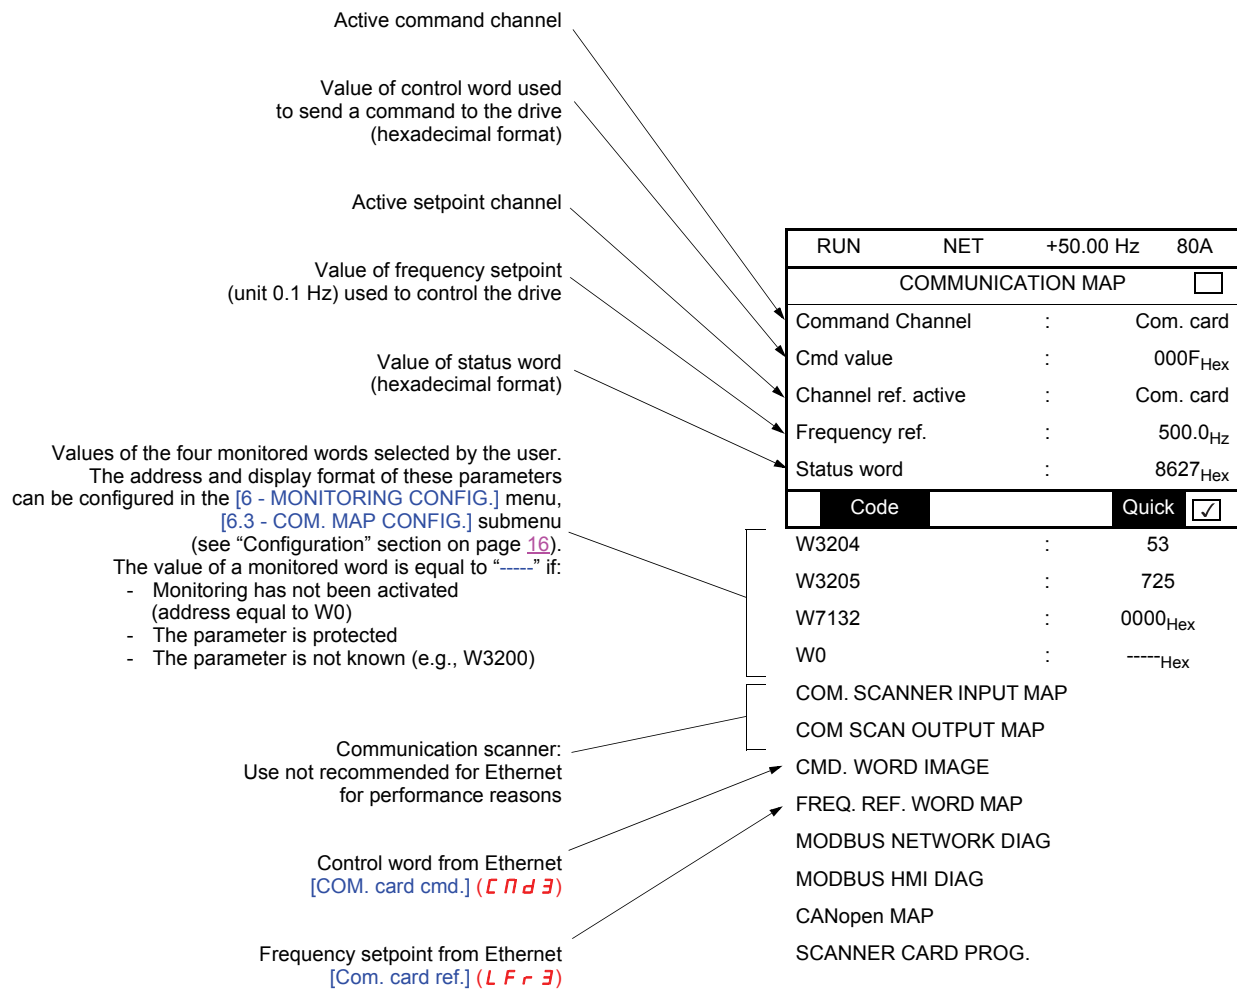 Active command channel
Value of control word used
to send a command to the drive
(hexadecimal format)
Active setpoint channel
Value of frequency setpoint
(unit 0.1 Hz) used to control the drive
Value of status word
(hexadecimal format)
Values of the four monitored words selected by the user.
The address and display format of these parameters
can be configured in the [6 - MONITORING CONFIG.] menu,
[6.3 - COM. MAP CONFIG.] submenu
(see “Configuration” section on page 16).
The value of a monitored word is equal to “-----” if:
- Monitoring has not been activated
(address equal to W0)
- The parameter is protected
- The parameter is not known (e.g., W3200)
Communication scanner:
Use not recommended for Ethernet
for performance reasons
Control word from Ethernet
[COM. card cmd.] (CMd3)
Frequency setpoint from Ethernet
[Com. card ref.] (LFr3)
RUN NET +50.00 Hz 80A
COMMUNICATION MAP
Command Channel : Com. card
Cmd value : 000FHex
Channel ref. active : Com. card
Frequency ref. : 500.0Hz
Status word : 8627Hex
Code Quick ✓
W3204 : 53
W3205 : 725
W7132 : 0000Hex
W0 : -----Hex
COM. SCANNER INPUT MAP
COM SCAN OUTPUT MAP
CMD. WORD IMAGE
FREQ. REF. WORD MAP
MODBUS NETWORK DIAG
MODBUS HMI DIAG
CANopen MAP
SCANNER CARD PROG.